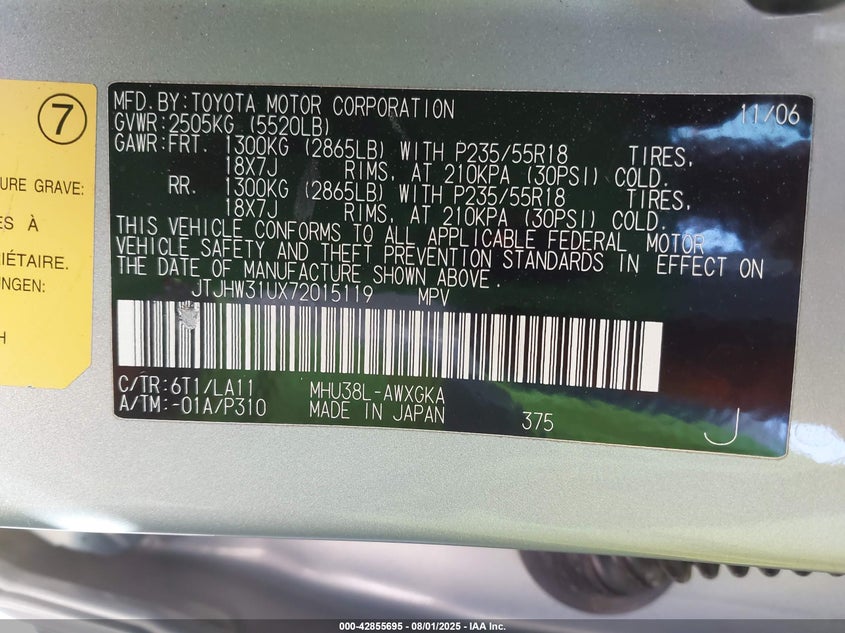 7
URE GRAVE:
ES À
IÉTAIRE.
UNGEN:
H
MFD.BY:TOYOTA MOTOR CORPORATION 11/06
GVWR:2505KG (5520LB)
GAWR:FRT. 1300KG (2865LB) WITH P235/55R18 TIRES,
18X7J RIMS, AT 210KPA (30PSI) COLD.
RR. 1300KG (2865LB) WITH P235/55R18 TIRES,
18X7J RIMS, AT 210KPA (30PSI) COLD.
THIS VEHICLE CONFORMS TO ALL APPLICABLE FEDERAL MOTOR
VEHICLE SAFETY AND THEFT PREVENTION STANDARDS IN EFFECT ON
THE DATE OF MANUFACTURE SHOWN ABOVE.
JTJHW31UX72015119 MPV
C/TR:6T1/LA11 MHU38L-AWXGKA
A/TM:-01A/P310 MADE IN JAPAN 375 J
000-42855695 - 08/01/2025 - IAA Inc.